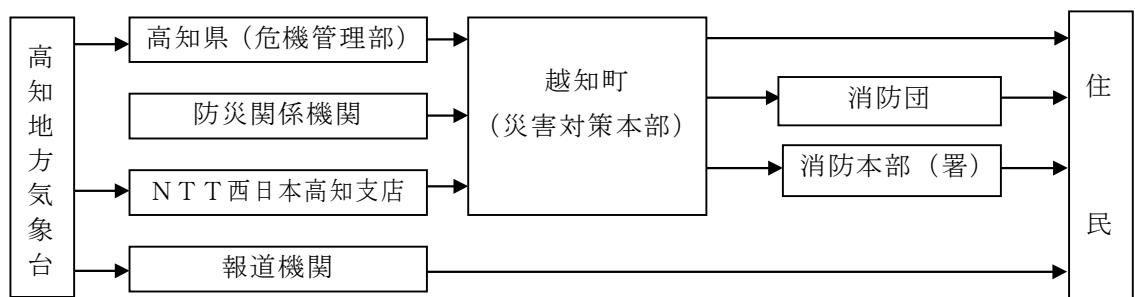 高知地方気象台
高知県（危機管理部）
防災関係機関
ＮＴＴ西日本高知支店
報道機関
越知町
（災害対策本部）
消防団
消防本部（署）
住民